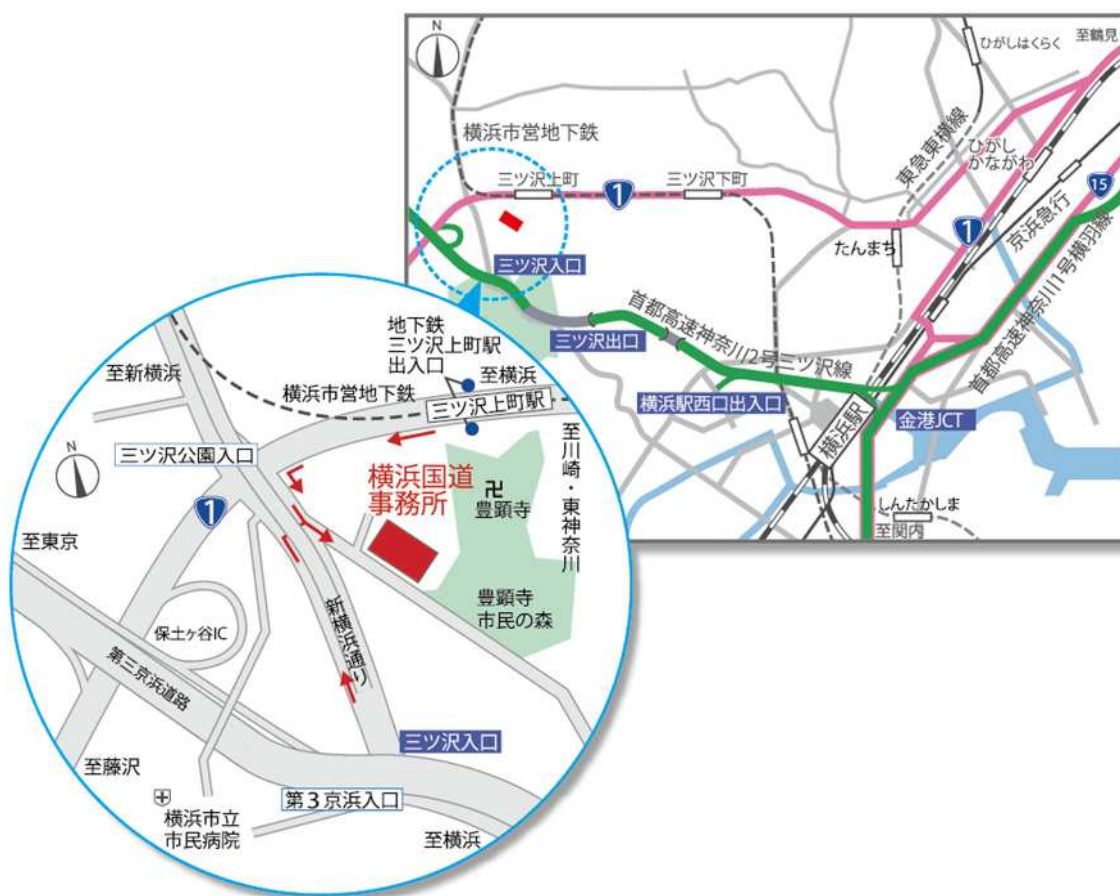 N
ひがしはくらく
至鶴見
横浜市営地下鉄
東急東横線
ひがし
かながわ
15
三ツ沢上町
1
三ツ沢下町
京浜急行
1
たんまち
首都高速神奈川1号横羽線
三ツ沢入口
三ツ沢出口
首都高速神奈川2号三ツ沢線
横浜駅西口出入口
横浜駅
金港JCT
しんたかしま
至関内
地下鉄
三ツ沢上町駅
出入口
至新横浜
至横浜
横浜市営地下鉄
三ツ沢上町駅
N
三ツ沢公園入口
至川崎・東神奈川
横浜国道
事務所
卍
豊顕寺
1
至東京
豊顕寺
市民の森
保土ヶ谷IC
新横浜通り
第三京浜道路
三ツ沢入口
至藤沢
第3京浜入口
横浜市立
市民病院
至横浜